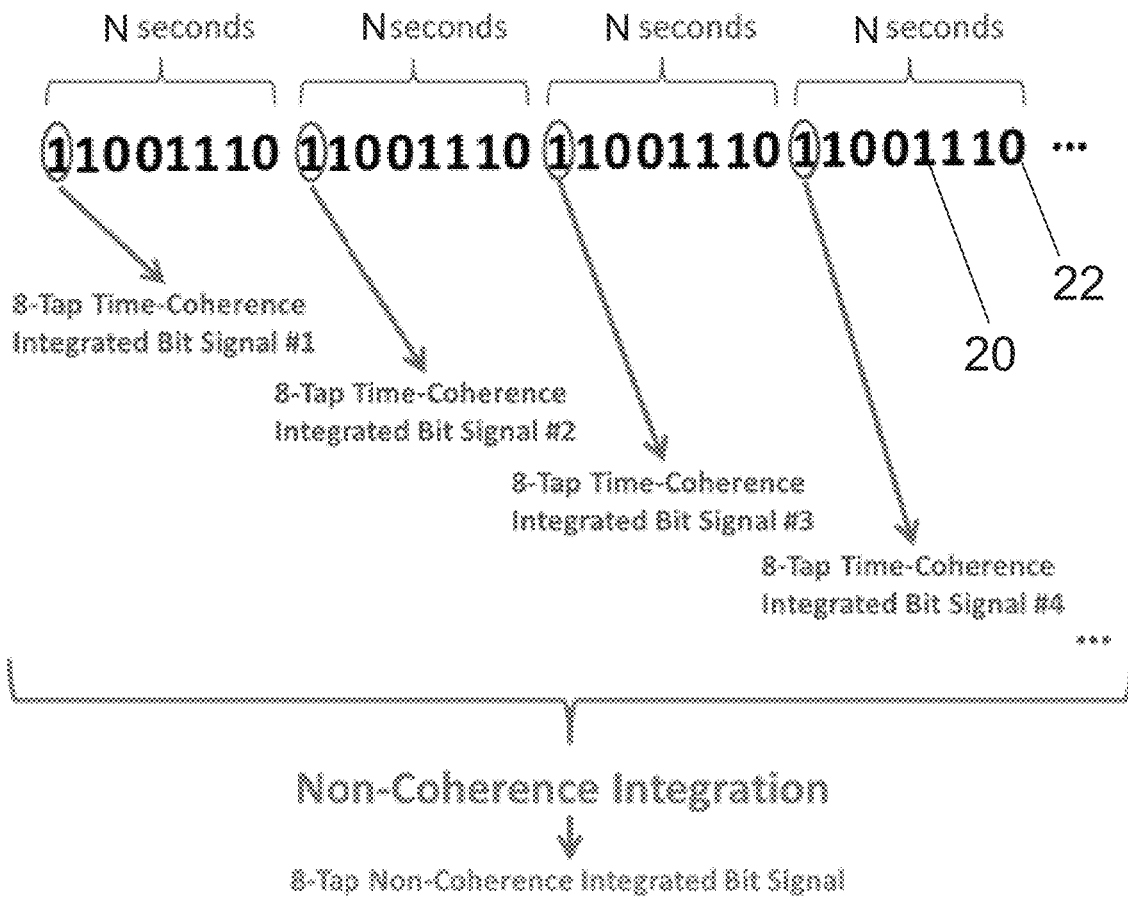 N seconds N seconds N seconds N seconds
11001110 11001110 11001110 11001110 ...
22
20
8-Tap Time-Coherence
Integrated Bit Signal #1
8-Tap Time-Coherence
Integrated Bit Signal #2
8-Tap Time-Coherence
Integrated Bit Signal #3
8-Tap Time-Coherence
Integrated Bit Signal #4
...
Non-Coherence Integration
8-Tap Non-Coherence Integrated Bit Signal